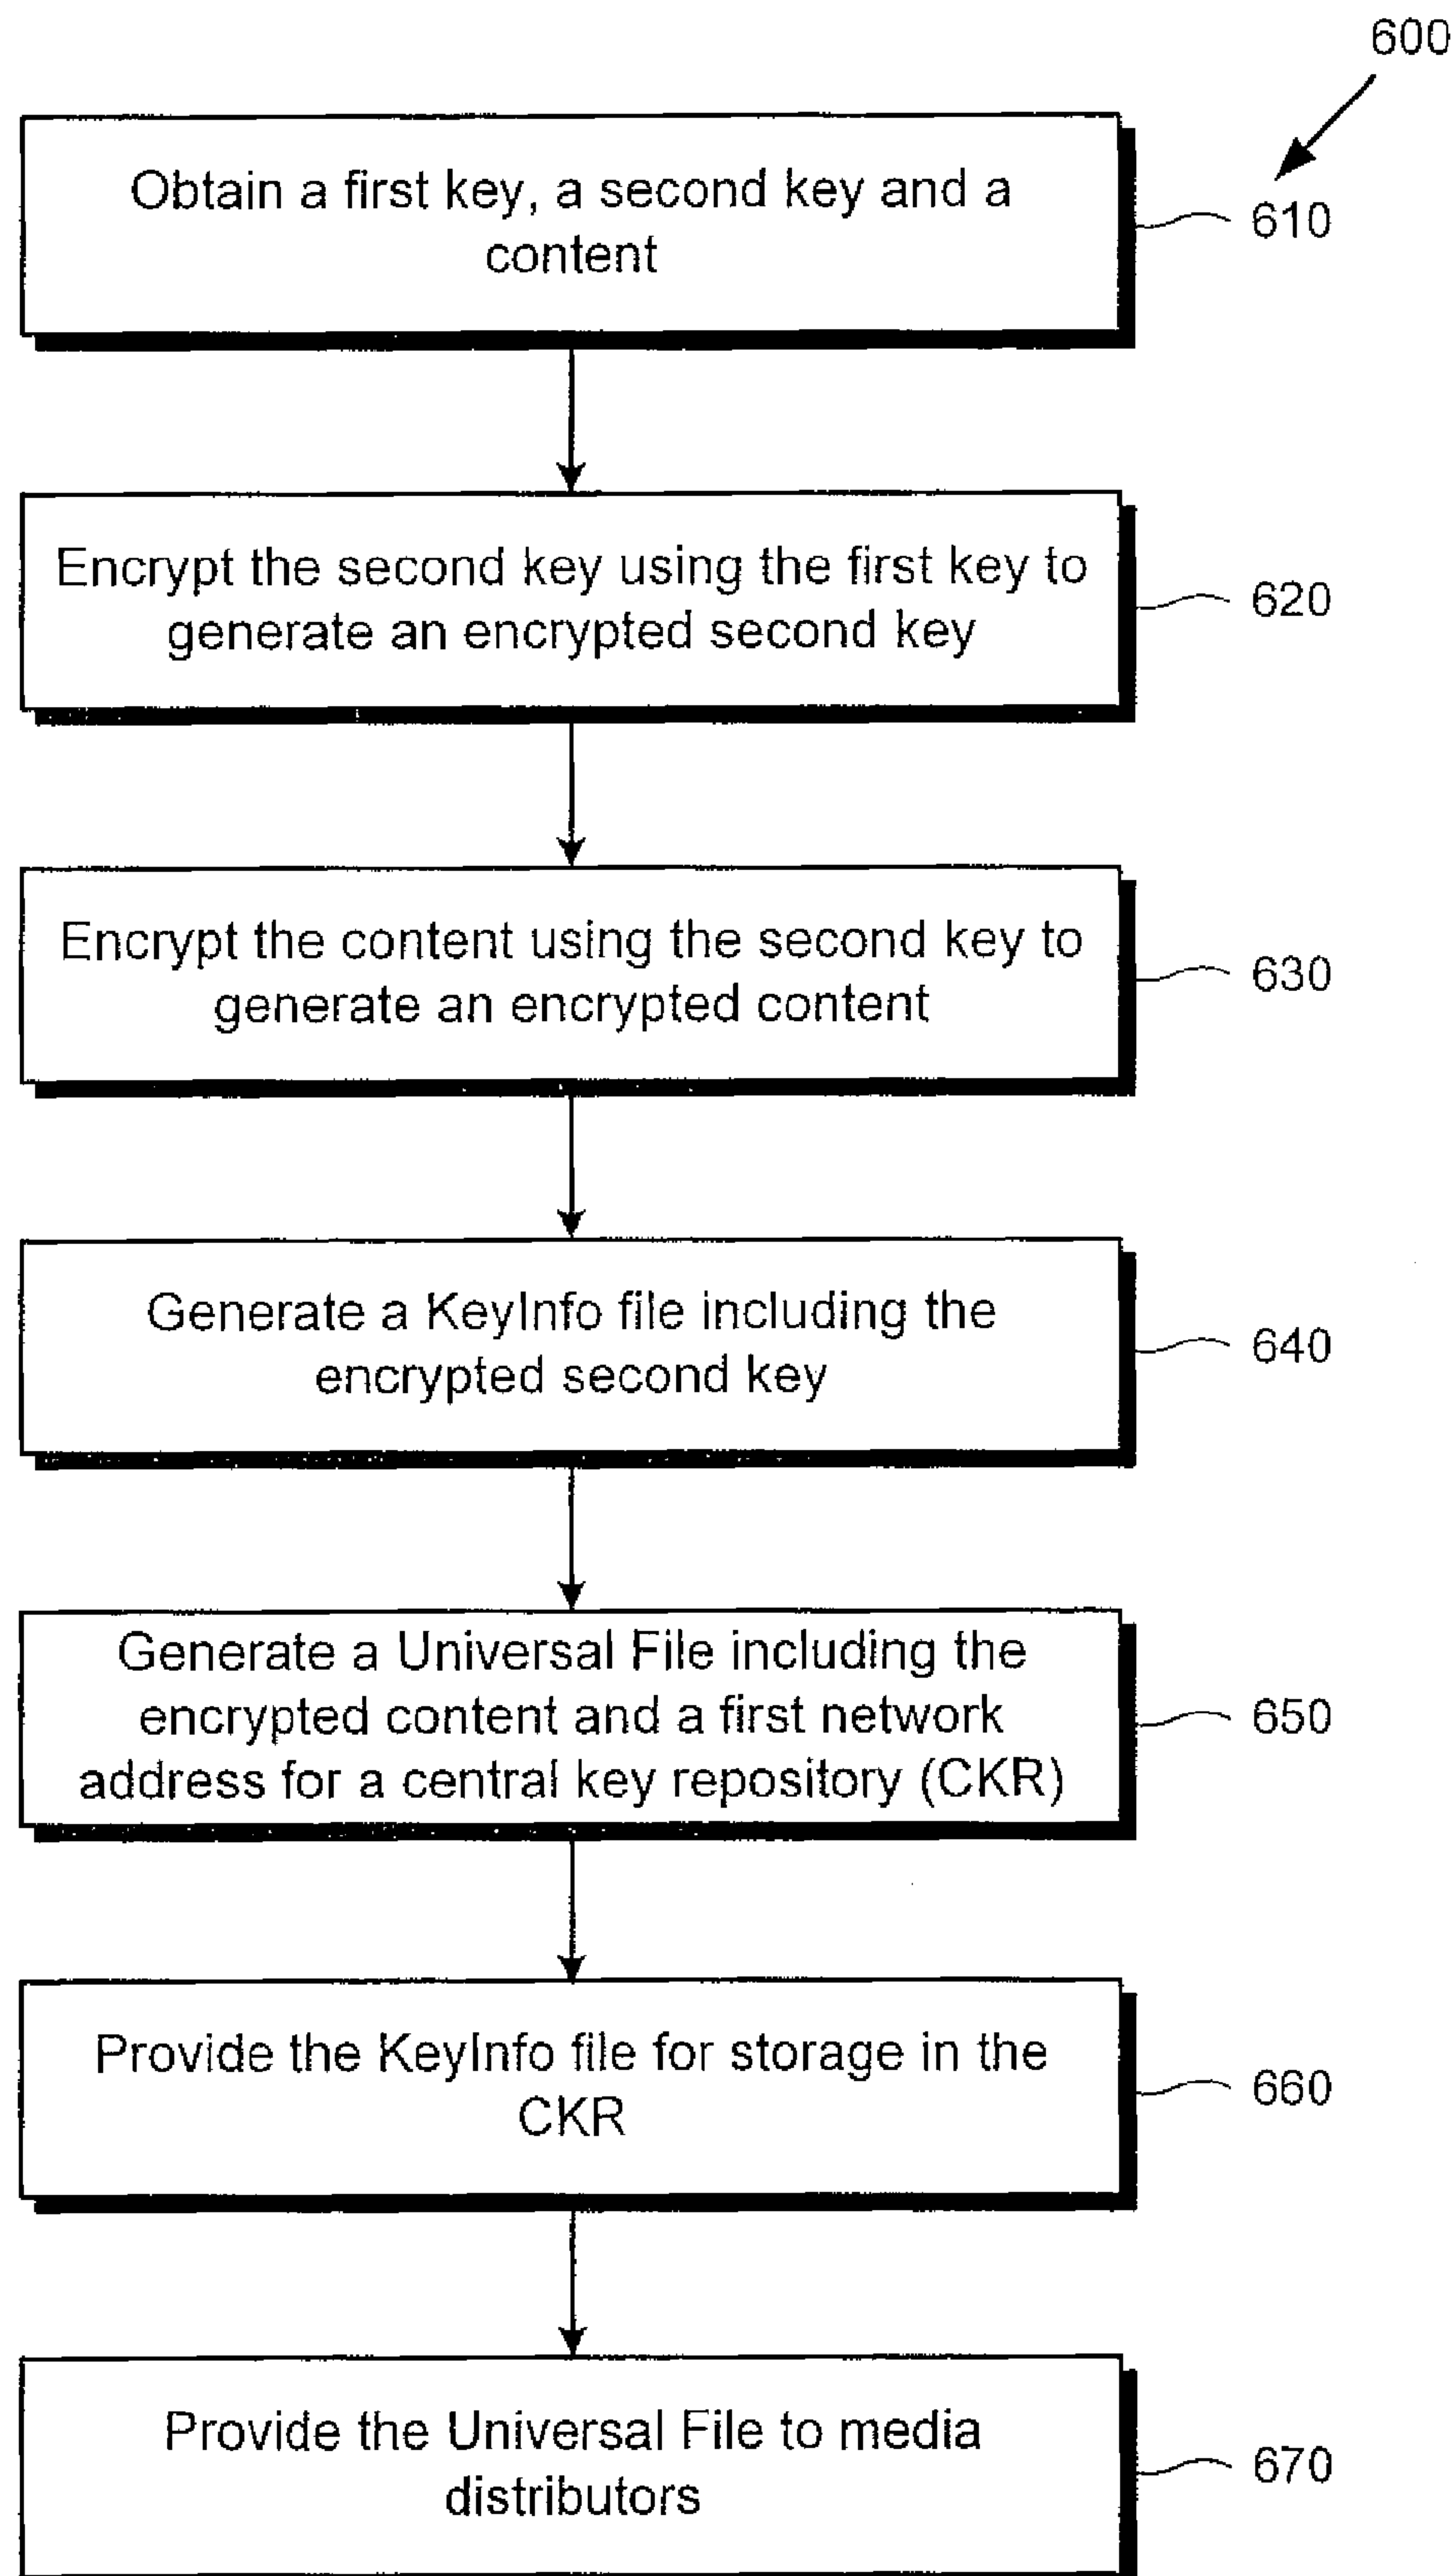 600
Obtain a first key, a second key and a
content
610
Encrypt the second key using the first key to
generate an encrypted second key
620
Encrypt the content using the second key to
generate an encrypted content
630
Generate a KeyInfo file including the
encrypted second key
640
Generate a Universal File including the
encrypted content and a first network
address for a central key repository (CKR)
650
Provide the KeyInfo file for storage in the
CKR
660
Provide the Universal File to media
distributors
670